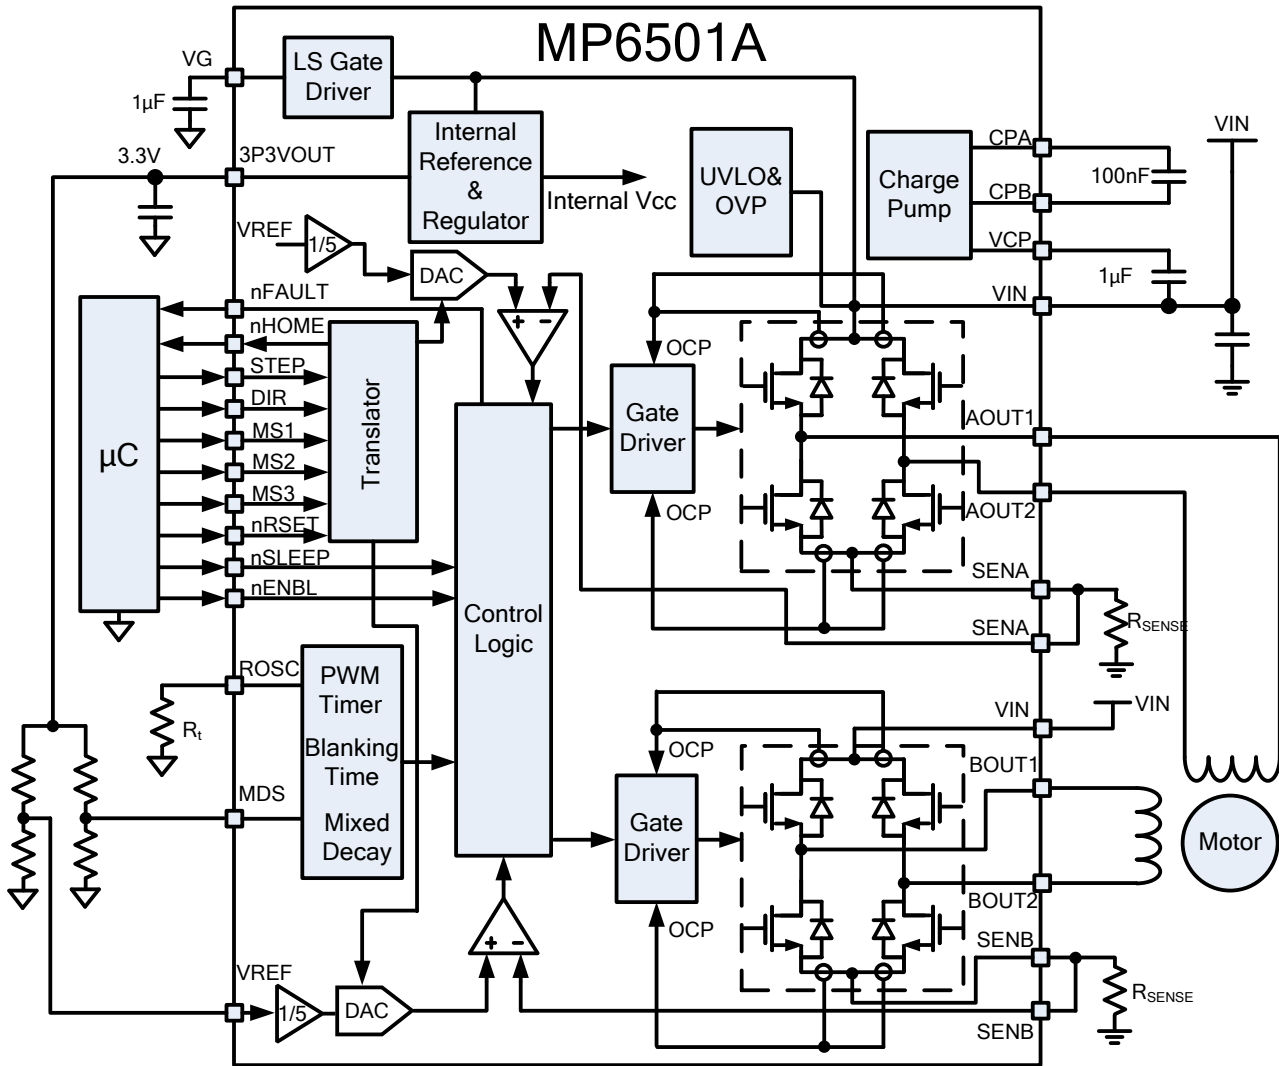 MP6501A
VG
LS Gate
Driver
1µF
3.3V
3P3VOUT
Internal
Reference
&
Regulator
Internal Vcc
UVLO&
OVP
Charge
Pump
CPA
100nF
CPB
VCP
1µF
VIN
VIN
VREF
1/5
DAC
+ -
nFAULT
nHOME
STEP
DIR
MS1
MS2
MS3
nRSET
nSLEEP
nENBL
µC
Translator
Control
Logic
OCP
Gate
Driver
OCP
AOUT1
AOUT2
SENA
SENA
RSENSE
ROSC
Rt
PWM
Timer
Blanking
Time
Mixed
Decay
MDS
VIN
VIN
OCP
Gate
Driver
OCP
BOUT1
BOUT2
Motor
SENB
SENB
RSENSE
+ -
VREF
1/5
DAC